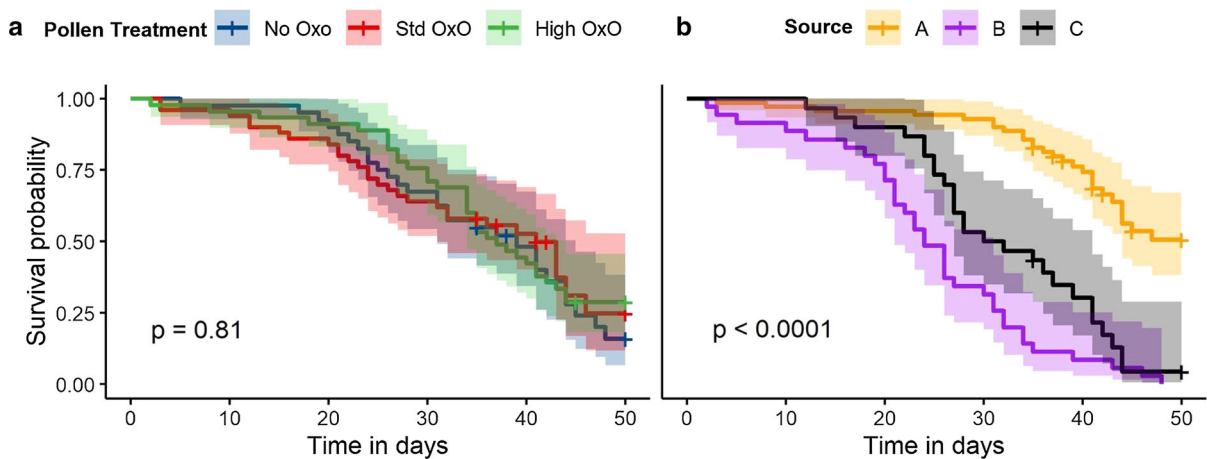 a Pollen Treatment No Oxo Std OxO High OxO
b Source A B C
Survival probability
1.00
0.75
0.50
0.25
0.00
p = 0.81
0 10 20 30 40 50
Time in days
p < 0.0001
0 10 20 30 40 50
Time in days